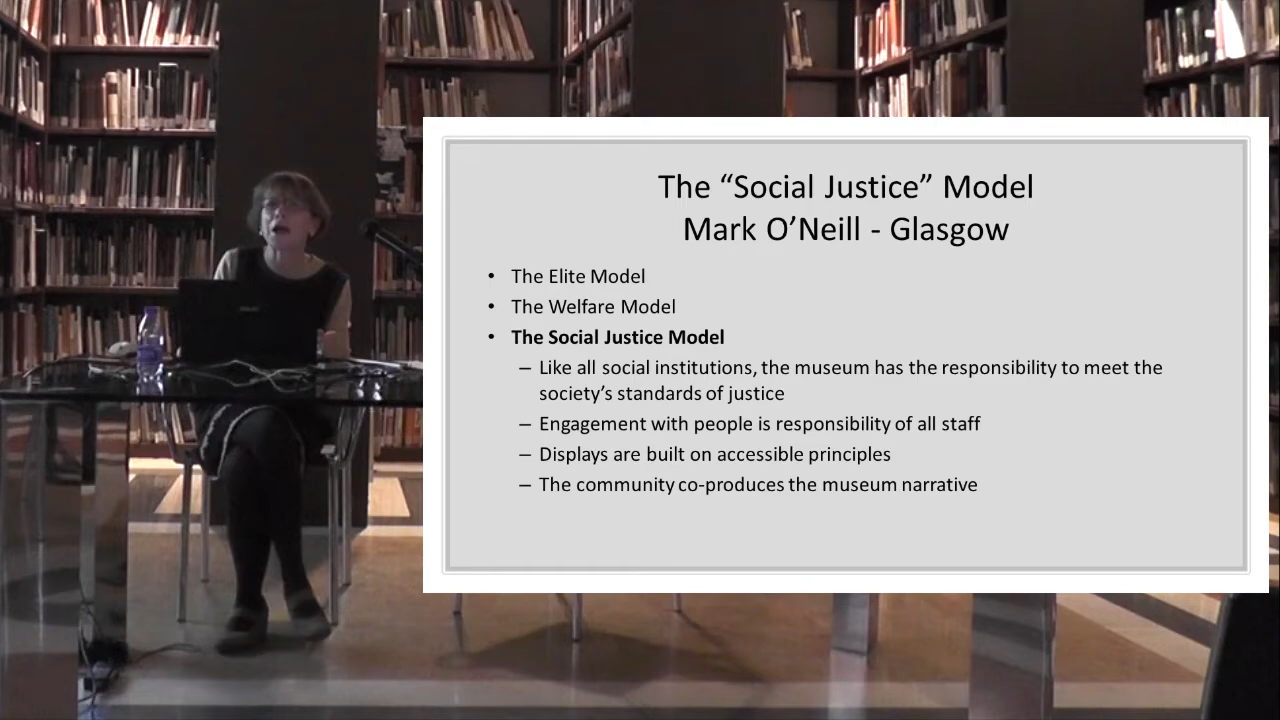 The “Social Justice” Model
Mark O’Neill - Glasgow
• The Elite Model
• The Welfare Model
• The Social Justice Model
– Like all social institutions, the museum has the responsibility to meet the
society’s standards of justice
– Engagement with people is responsibility of all staff
– Displays are built on accessible principles
– The community co-produces the museum narrative